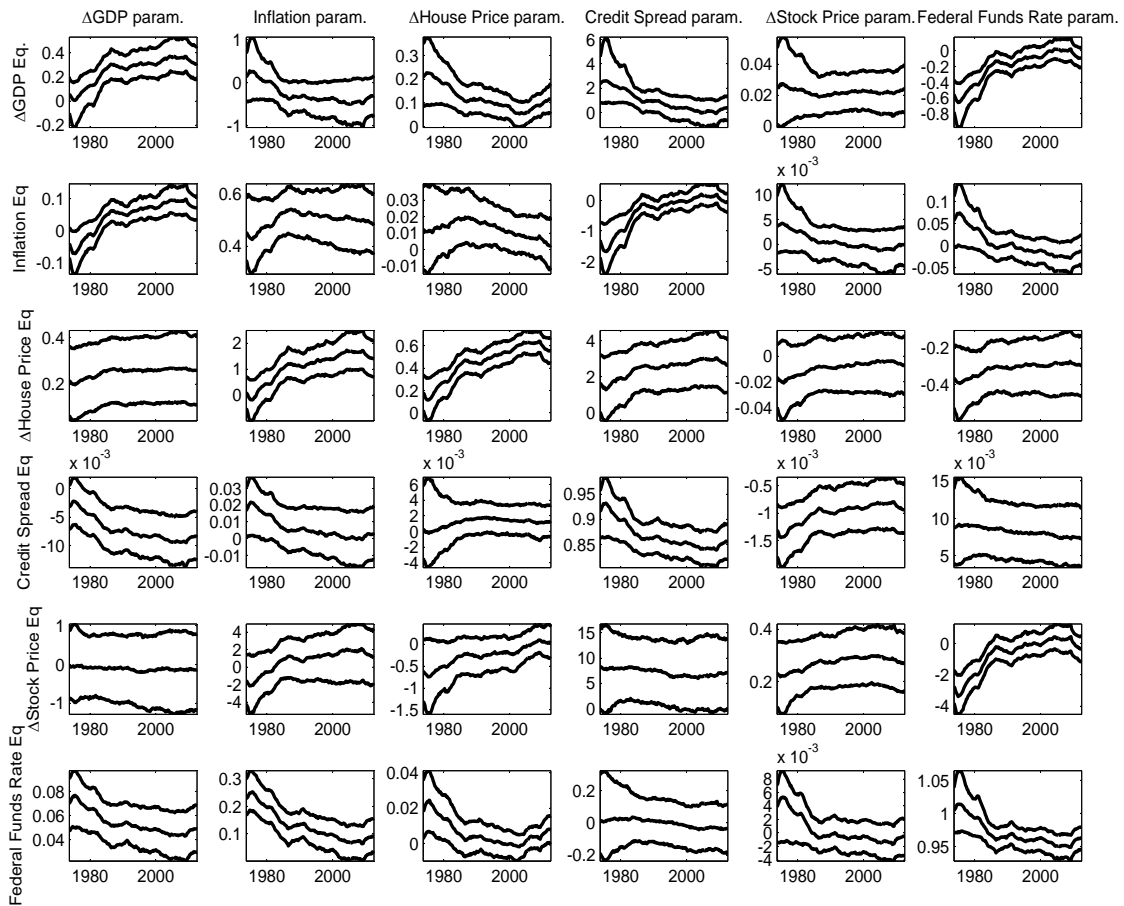 ΔGDP param. Inflation param. ΔHouse Price param. Credit Spread param. ΔStock Price param. Federal Funds Rate param.
ΔGDP Eq.
0.4 0.2 0 -0.2 1980 2000
1 0 -1 1980 2000
0.3 0.2 0.1 0 1980 2000
6 4 2 0 1980 2000
0.04 0.02 0 1980 2000
0 -0.2 -0.4 -0.6 -0.8 1980 2000
Inflation Eq
0.1 0 -0.1 1980 2000
0.6 0.4 1980 2000
0.03 0.02 0.01 0 -0.01 1980 2000
0 -1 -2 1980 2000
x 10⁻³
10 5 0 -5 1980 2000
0.1 0.05 0 -0.05 1980 2000
ΔHouse Price Eq
0.4 0.2 1980 2000
2 1 0 1980 2000
0.6 0.4 0.2 0 1980 2000
4 2 0 1980 2000
0 -0.02 -0.04 1980 2000
-0.2 -0.4 1980 2000
Credit Spread Eq
x 10⁻³
0 -5 -10 1980 2000
0.03 0.02 0.01 0 -0.01 1980 2000
x 10⁻³
6 4 2 0 -2 -4 1980 2000
0.95 0.9 0.85 1980 2000
x 10⁻³
-0.5 -1 -1.5 1980 2000
x 10⁻³
15 10 5 1980 2000
ΔStock Price Eq
1 0 -1 1980 2000
4 2 0 -2 -4 1980 2000
0 -0.5 -1 -1.5 1980 2000
15 10 5 0 1980 2000
0.4 0.2 1980 2000
0 -2 -4 1980 2000
Federal Funds Rate Eq
0.08 0.06 0.04 1980 2000
0.3 0.2 0.1 1980 2000
0.04 0.02 0 1980 2000
0.2 0 -0.2 1980 2000
x 10⁻³
8 6 4 2 0 -2 -4 1980 2000
1.05 1 0.95 1980 2000